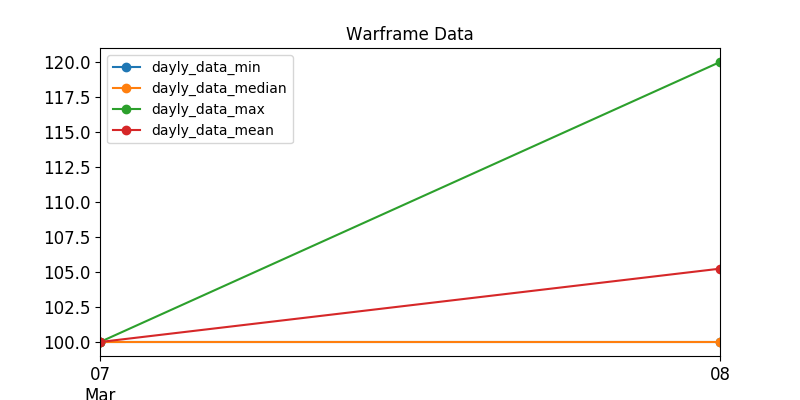 Warframe Data
120.0
117.5
115.0
112.5
110.0
107.5
105.0
102.5
100.0
dayly_data_min
dayly_data_median
dayly_data_max
dayly_data_mean
07
08
Mar